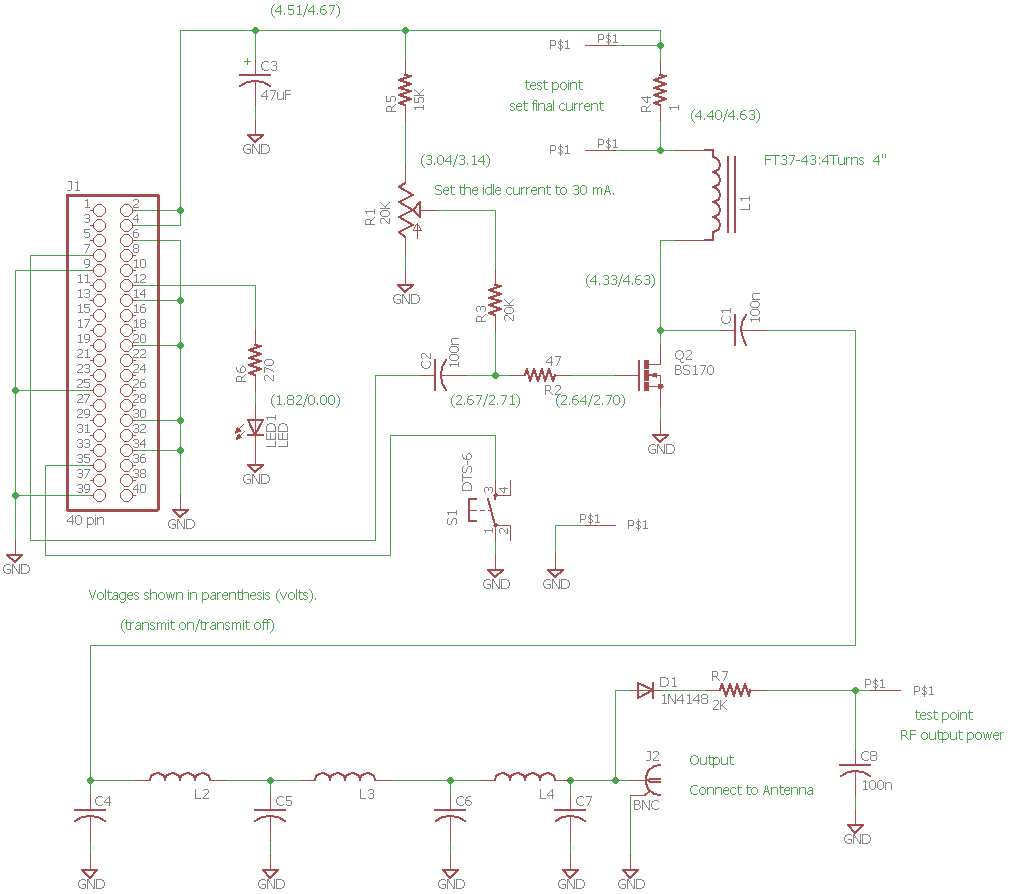 (4.51/4.67)
P$1
P$1
+
C3
47uF
GND
R5
15K
test point
set final current
R4
1
(4.40/4.63)
P$1
(3.04/3.14)
FT37-43:4Turns 4"
Set the idle current to 30 mA.
L1
J1
1 2
3 4
5 6
7 8
9 10
11 12
13 14
15 16
17 18
19 20
21 22
23 24
25 26
27 28
29 30
31 32
33 34
35 36
37 38
39 40
40 pin
R1
20K
GND
R3
20K
(4.33/4.63)
C1
100n
C2
100n
47
R2
Q2
BS170
R6
270
(1.82/0.00)
(2.67/2.71)
(2.64/2.70)
LED1
LED
GND
GND
DTS-6
S1
3
4
1
2
P$1
P$1
GND
GND
GND
GND
Voltages shown in parenthesis (volts).
(transmit on/transmit off)
D1
1N4148
R7
2K
P$1
P$1
test point
RF output power
J2
Output
Connect to Antenna
BNC
C8
100n
GND
L2
L3
L4
C4
C5
C6
C7
GND
GND
GND
GND
GND